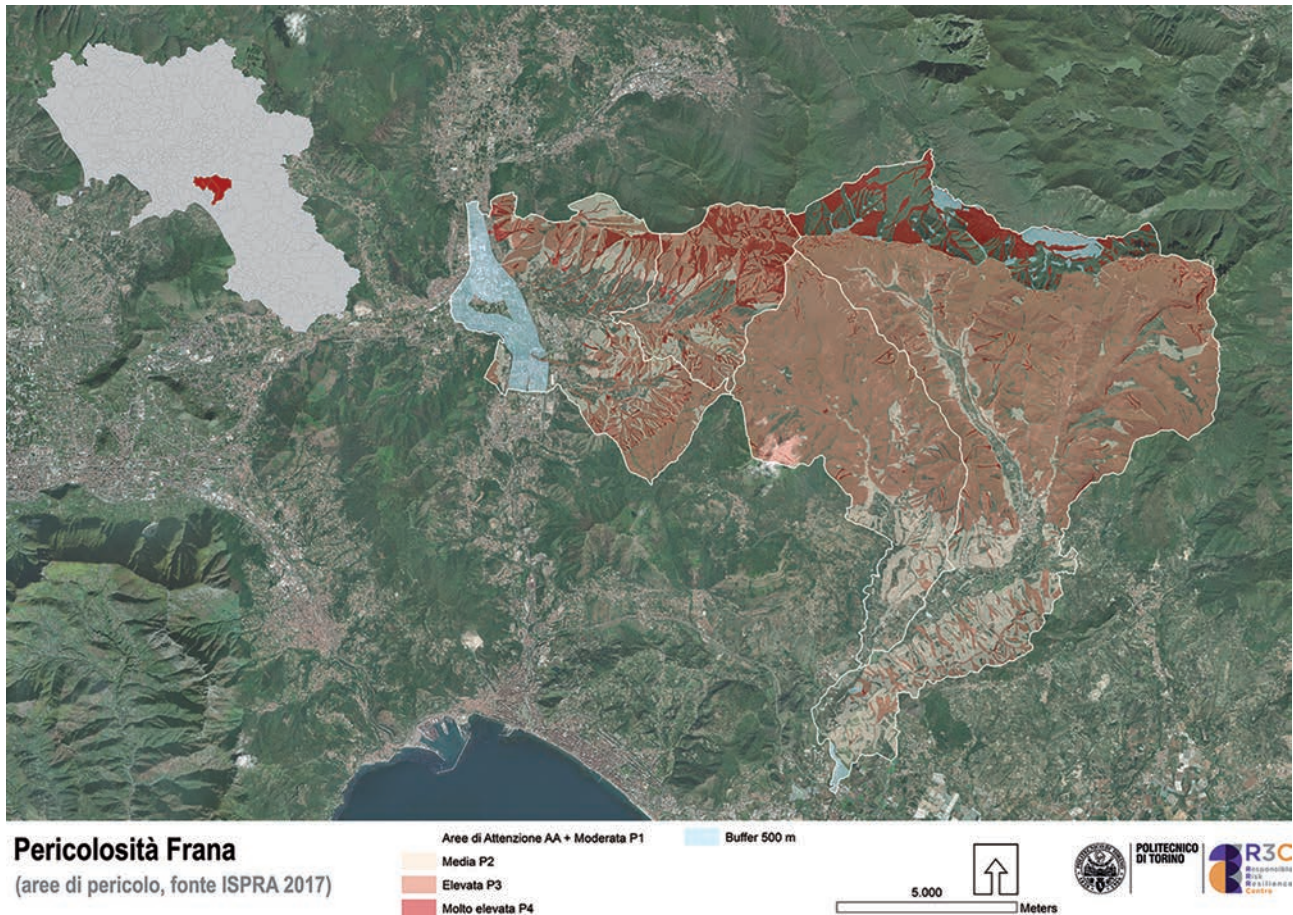 Pericolosità Frana
(aree di pericolo, fonte ISPRA 2017)
Aree di Attenzione AA + Moderata P1
Media P2
Elevata P3
Molto elevata P4
Buffer 500 m
5.000
Meters
POLITECNICO
DI TORINO
R3C
Responsible
Risk
Resilience
Centre